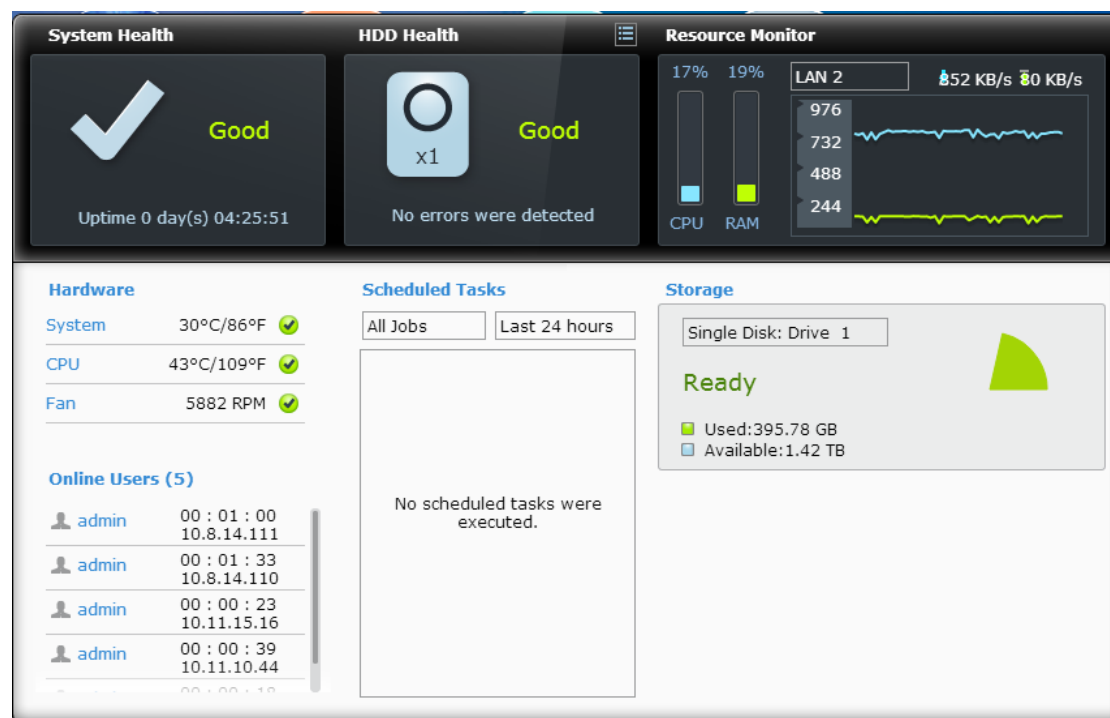 System Health
Good
Uptime 0 day(s) 04:25:51
HDD Health
x1
Good
No errors were detected
Resource Monitor
17% 19%
CPU RAM
LAN 2
852 KB/s 80 KB/s
976
732
488
244
Hardware
System 30°C/86°F
CPU 43°C/109°F
Fan 5882 RPM
Online Users (5)
admin 00 : 01 : 00
10.8.14.111
admin 00 : 01 : 33
10.8.14.110
admin 00 : 00 : 23
10.11.15.16
admin 00 : 00 : 39
10.11.10.44
Scheduled Tasks
All Jobs Last 24 hours
No scheduled tasks were
executed.
Storage
Single Disk: Drive 1
Ready
Used:395.78 GB
Available:1.42 TB